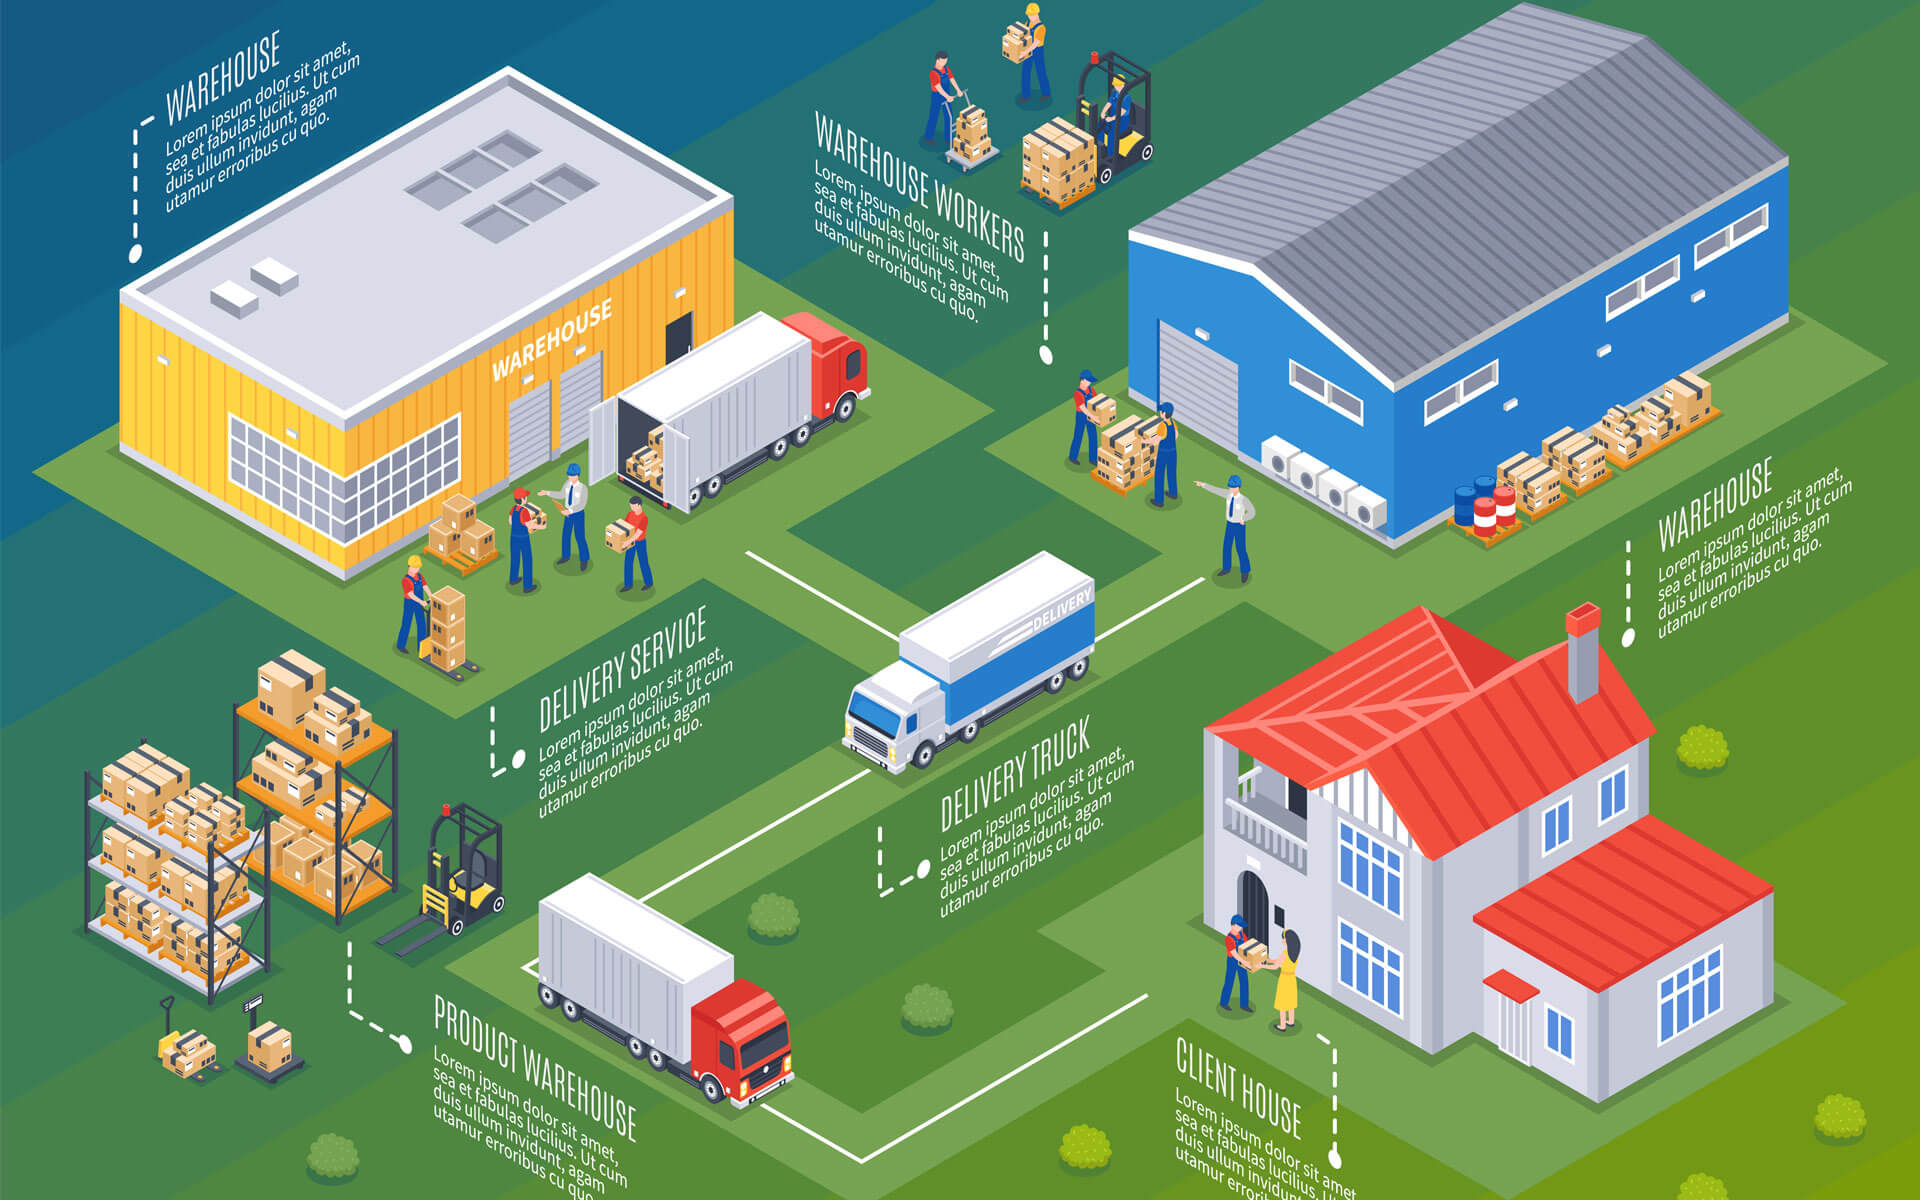 WAREHOUSE
Lorem ipsum dolor sit amet,
sea et fabulas lucilius. Ut cum
duis ullum invidunt, agam
utamur erroribus cu quo.
WAREHOUSE WORKERS
Lorem ipsum dolor sit amet,
sea et fabulas lucilius. Ut cum
duis ullum invidunt, agam
utamur erroribus cu quo.
WAREHOUSE
WAREHOUSE
Lorem ipsum dolor sit amet,
sea et fabulas lucilius. Ut cum
duis ullum invidunt, agam
utamur erroribus cu quo.
DELIVERY SERVICE
Lorem ipsum dolor sit amet,
sea et fabulas lucilius. Ut cum
duis ullum invidunt, agam
utamur erroribus cu quo.
DELIVERY
DELIVERY TRUCK
Lorem ipsum dolor sit amet,
sea et fabulas lucilius. Ut cum
duis ullum invidunt, agam
utamur erroribus cu quo.
PRODUCT WAREHOUSE
Lorem ipsum dolor sit amet,
sea et fabulas lucilius. Ut cum
duis ullum invidunt, agam
utamur erroribus cu quo
CLIENT HOUSE
Lorem ipsum dolor sit amet
sea et fabulas lucilius. Ut
duis ullum invidunt
utamur